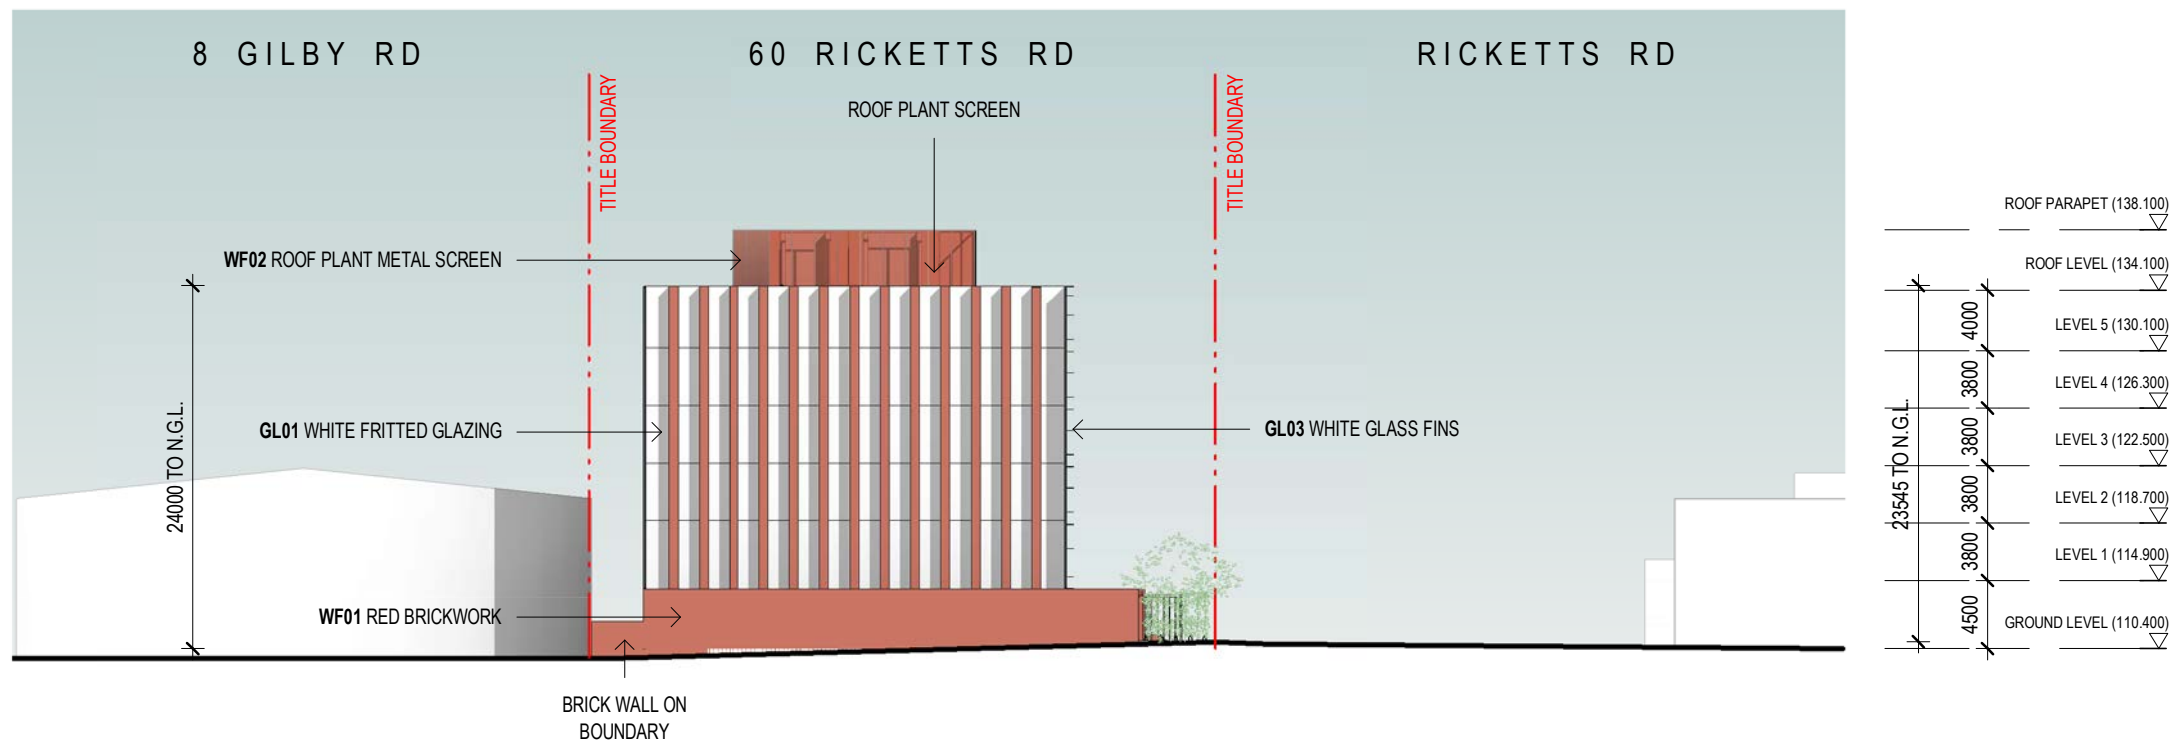 8 GILBY RD
60 RICKETTS RD
RICKETTS RD
TITLE BOUNDARY
TITLE BOUNDARY
ROOF PLANT SCREEN
WF02 ROOF PLANT METAL SCREEN
GL01 WHITE FRITTED GLAZING
GL03 WHITE GLASS FINS
24000 TO N.G.L.
WF01 RED BRICKWORK
BRICK WALL ON
BOUNDARY
23545 TO N.G.L.
ROOF PARAPET (138.100)
ROOF LEVEL (134.100)
4000
LEVEL 5 (130.100)
3800
LEVEL 4 (126.300)
3800
LEVEL 3 (122.500)
3800
LEVEL 2 (118.700)
3800
LEVEL 1 (114.900)
4500
GROUND LEVEL (110.400)